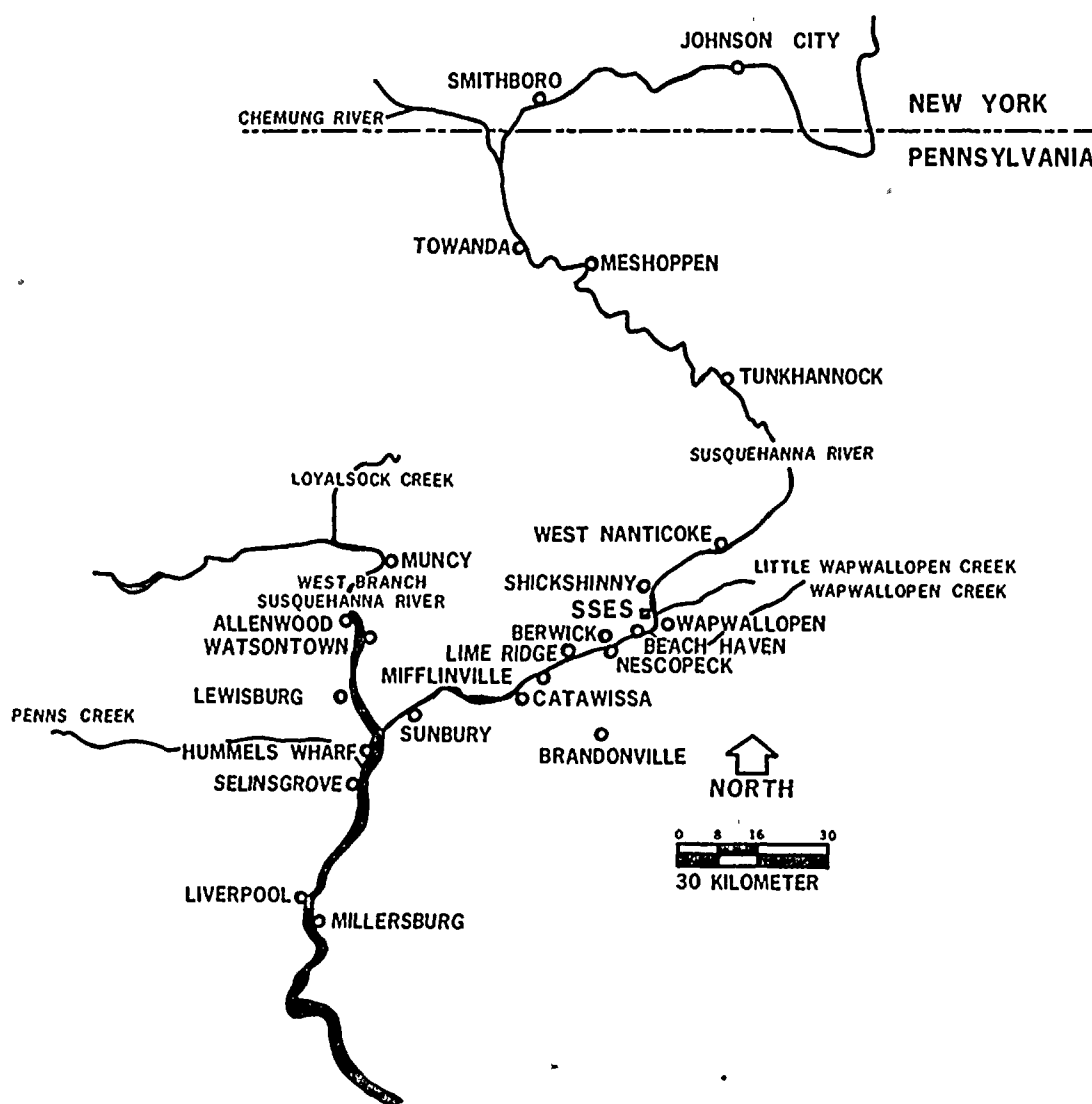 JOHNSON CITY
SMITHBORO
NEW YORK
CHEMUNG RIVER
PENNSYLVANIA
TOWANDA
MESHOPPEN
TUNKHANNOCK
SUSQUEHANNA RIVER
LOYALSOCK CREEK
WEST NANTICOKE
MUNCY
LITTLE WAPWALLOPEN CREEK
WEST BRANCH
SUSQUEHANNA RIVER
SHICKSHINNY
WAPWALLOPEN CREEK
SSES
ALLENWOOD
WAPWALLOPEN
BERWICK
WATSONTOWN
BEACH HAVEN
LIME RIDGE
NESCOPECK
MIFFLINVILLE
LEWISBURG
CATAWISSA
PENNS CREEK
SUNBURY
HUMMELS WHARF
BRANDONVILLE
SELINSGROVE
NORTH
0 8 16 30
30 KILOMETER
LIVERPOOL
MILLERSBURG